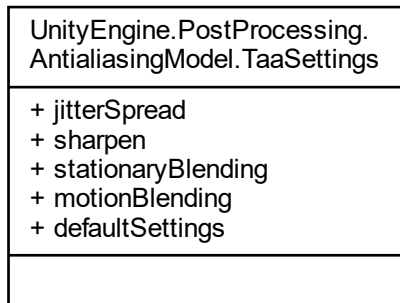 UnityEngine.PostProcessing.
AntialiasingModel.TaaSettings
+ jitterSpread
+ sharpen
+ stationaryBlending
+ motionBlending
+ defaultSettings